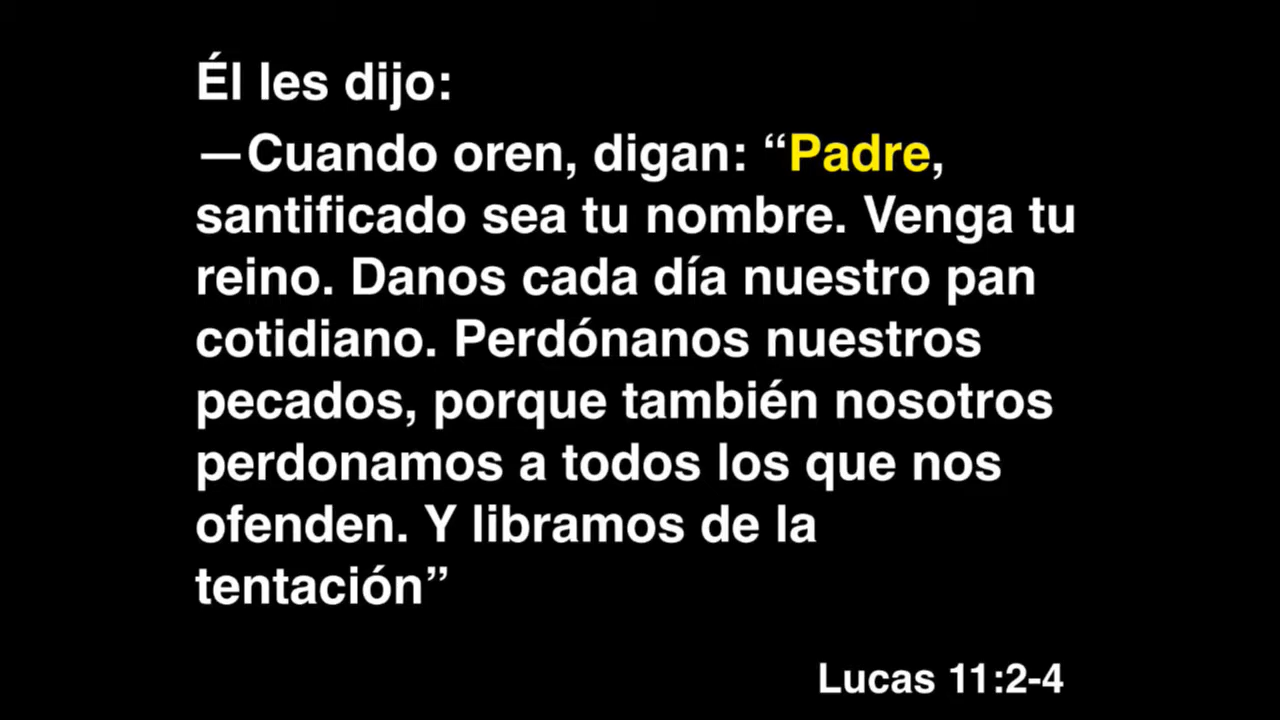 Él les dijo:
—Cuando oren, digan: “Padre,
santificado sea tu nombre. Venga tu
reino. Danos cada día nuestro pan
cotidiano. Perdónanos nuestros
pecados, porque también nosotros
perdonamos a todos los que nos
ofenden. Y libramos de la
tentación”
Lucas 11:2-4